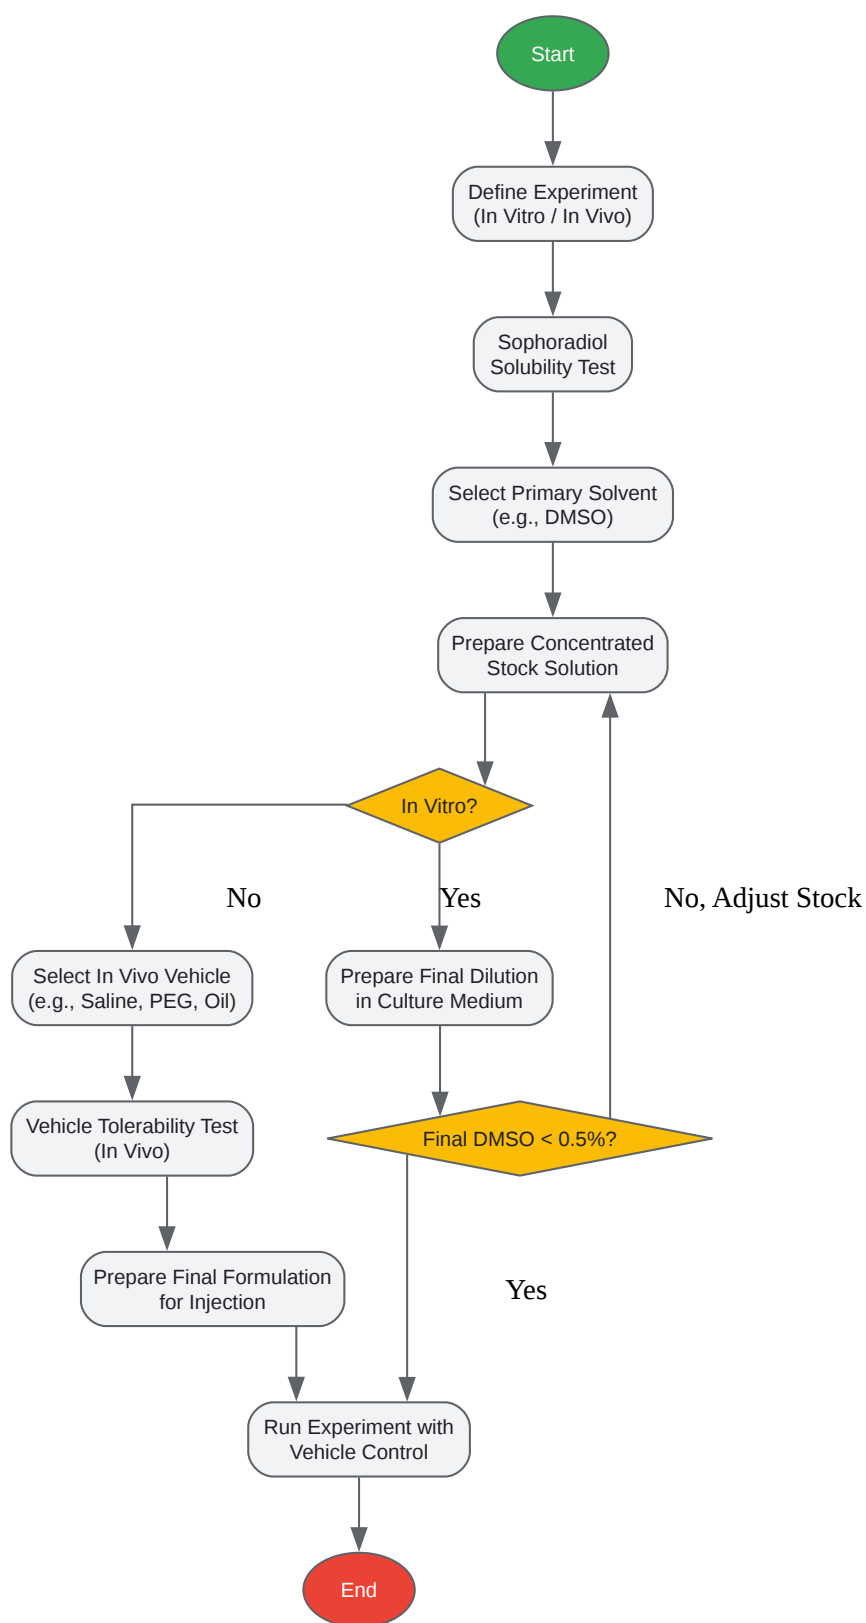 Start
Define Experiment
(In Vitro / In Vivo)
Sophoradiol
Solubility Test
Select Primary Solvent
(e.g., DMSO)
Prepare Concentrated
Stock Solution
In Vitro?
No
Yes
No, Adjust Stock
Select In Vivo Vehicle
(e.g., Saline, PEG, Oil)
Prepare Final Dilution
in Culture Medium
Vehicle Tolerability Test
(In Vivo)
Final DMSO < 0.5%?
Prepare Final Formulation
for Injection
Yes
Run Experiment with
Vehicle Control
End